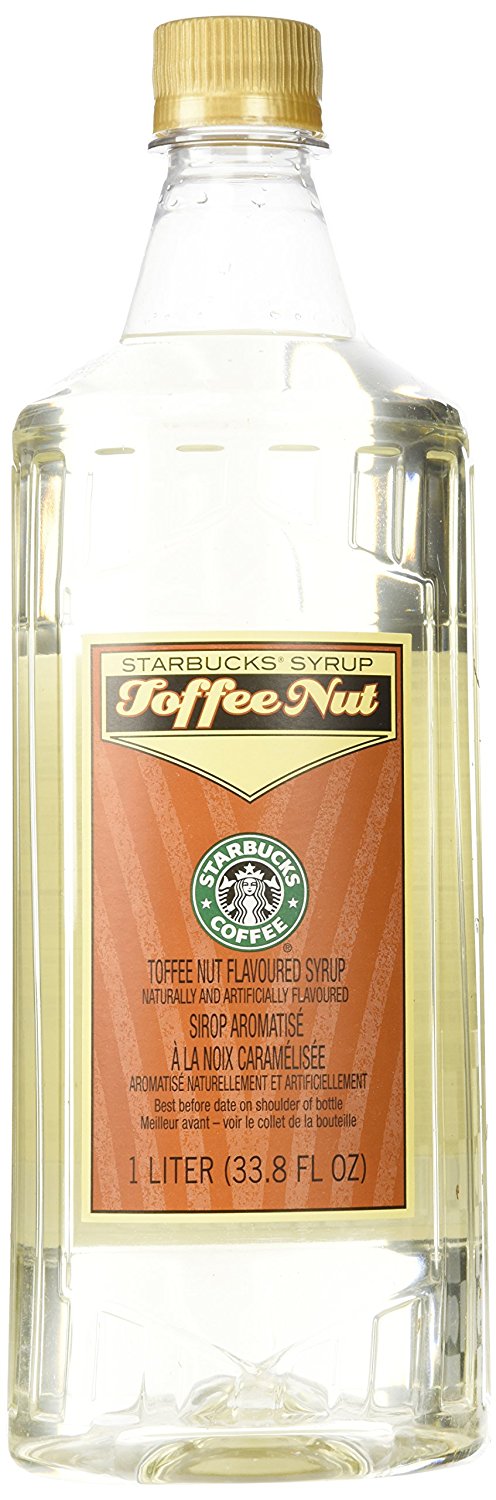 STARBUCKS® SYRUP
Toffee Nut
STARBUCKS
COFFEE
®
TOFFEE NUT FLAVOURED SYRUP
NATURALLY AND ARTIFICIALLY FLAVOURED
SIROP AROMATISÉ
À LA NOIX CARAMÉLISÉE
AROMATISÉ NATURELLEMENT ET ARTIFICIELLEMENT
Best before date on shoulder of bottle
Meilleur avant – voir le collet de la bouteille
1 LITER (33.8 FL OZ)